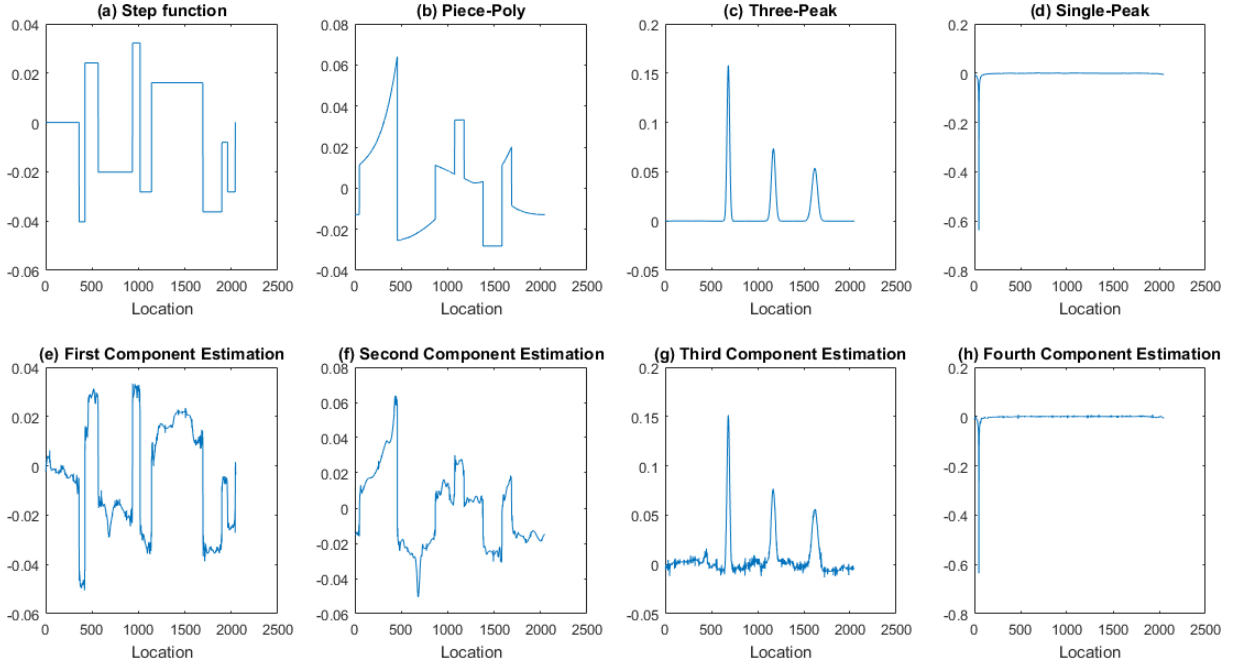 (a) Step function
(b) Piece-Poly
(c) Three-Peak
(d) Single-Peak
0.04
0.02
0
-0.02
-0.04
-0.06
0 500 1000 1500 2000 2500
Location
0.08
0.06
0.04
0.02
0
-0.02
-0.04
0 500 1000 1500 2000 2500
Location
0.2
0.15
0.1
0.05
0
-0.05
0 500 1000 1500 2000 2500
Location
0.2
0
-0.2
-0.4
-0.6
-0.8
0 500 1000 1500 2000 2500
Location
(e) First Component Estimation
(f) Second Component Estimation
(g) Third Component Estimation
(h) Fourth Component Estimation
0.04
0.02
0
-0.02
-0.04
-0.06
0 500 1000 1500 2000 2500
Location
0.08
0.06
0.04
0.02
0
-0.02
-0.04
-0.06
0 500 1000 1500 2000 2500
Location
0.2
0.15
0.1
0.05
0
-0.05
0 500 1000 1500 2000 2500
Location
0.2
0
-0.2
-0.4
-0.6
-0.8
0 500 1000 1500 2000 2500
Location